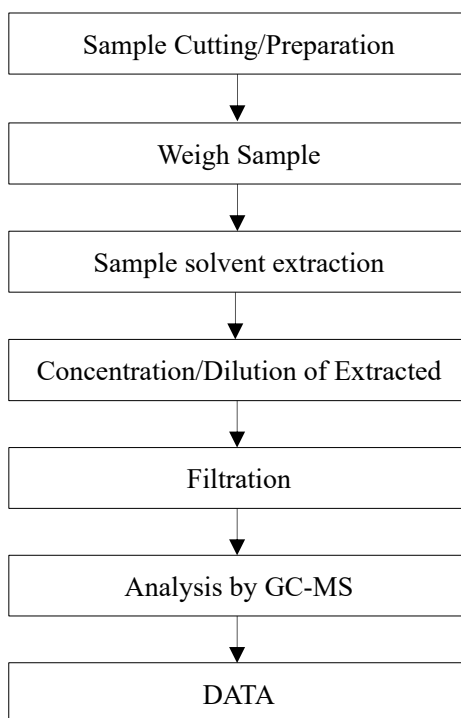 Sample Cutting/Preparation
Weigh Sample
Sample solvent extraction
Concentration/Dilution of Extracted
Filtration
Analysis by GC-MS
DATA